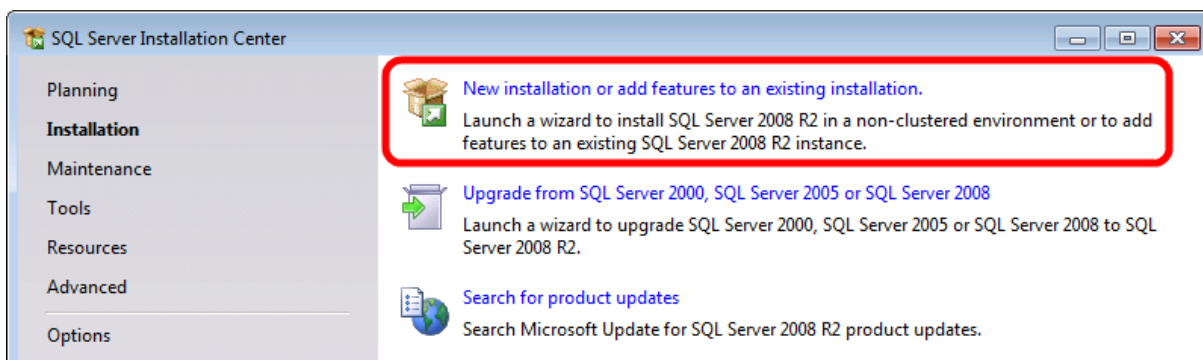 SQL Server Installation Center
Planning
Installation
Maintenance
Tools
Resources
Advanced
Options
New installation or add features to an existing installation.
Launch a wizard to install SQL Server 2008 R2 in a non-clustered environment or to add
features to an existing SQL Server 2008 R2 instance.
Upgrade from SQL Server 2000, SQL Server 2005 or SQL Server 2008
Launch a wizard to upgrade SQL Server 2000, SQL Server 2005 or SQL Server 2008 to SQL
Server 2008 R2.
Search for product updates
Search Microsoft Update for SQL Server 2008 R2 product updates.